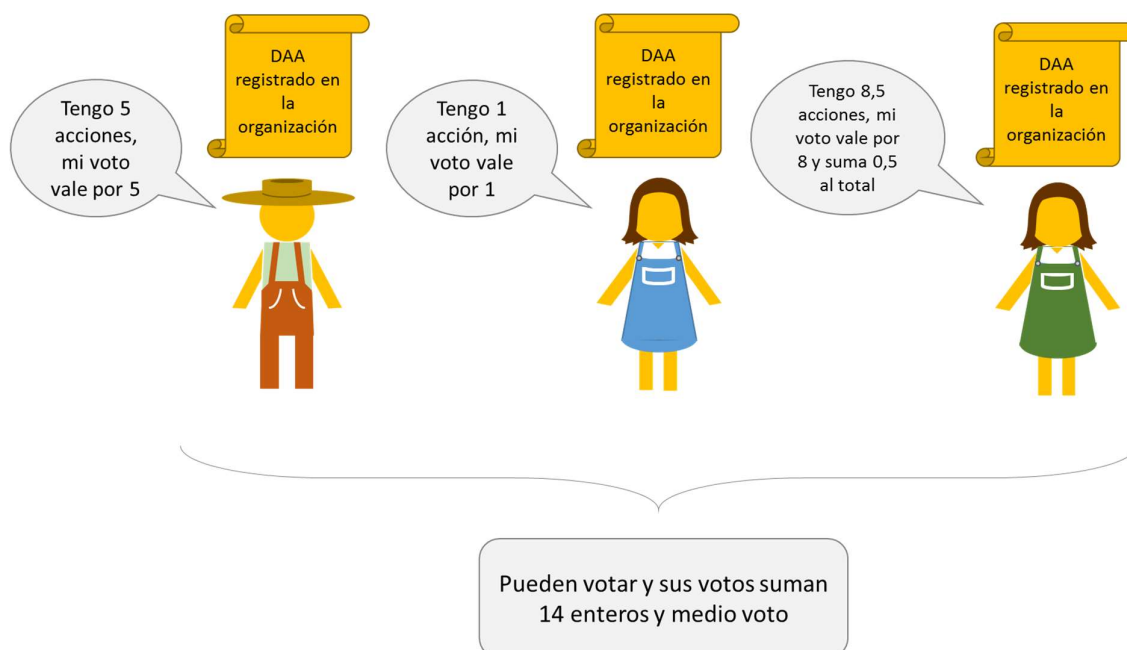 DAA
registrado en
la
organización
Tengo 5
acciones,
mi voto
vale por 5
DAA
registrado en
la
organización
Tengo 1
acción, mi
voto vale
por 1
DAA
registrado en
la
organización
Tengo 8,5
acciones, mi
voto vale por
8 y suma 0,5
al total
Pueden votar y sus votos suman
14 enteros y medio voto